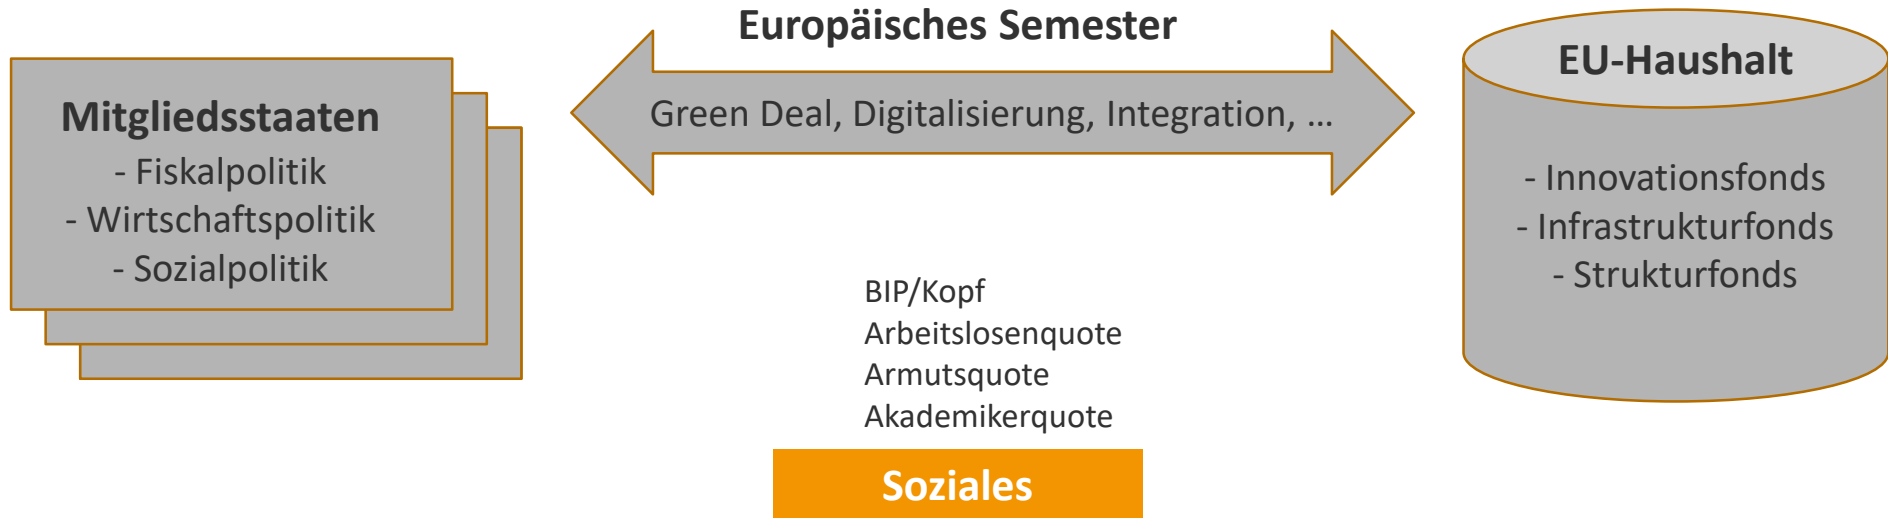 Europäisches Semester
Green Deal, Digitalisierung, Integration, …
Mitgliedsstaaten
- Fiskalpolitik
- Wirtschaftspolitik
- Sozialpolitik
EU-Haushalt
- Innovationsfonds
- Infrastrukturfonds
- Strukturfonds
BIP/Kopf
Arbeitslosenquote
Armutsquote
Akademikerquote
Soziales